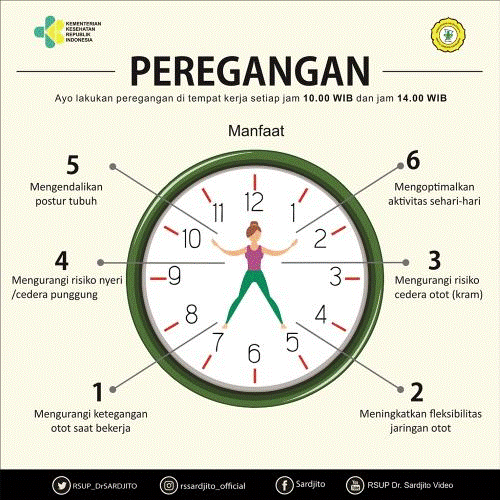 KEMENTERIAN
KESEHATAN
REPUBLIK
INDONESIA
PEREGANGAN
Ayo lakukan peregangan di tempat kerja setiap jam 10.00 WIB dan jam 14.00 WIB
Manfaat
5
Mengendalikan
postur tubuh
6
Mengoptimalkan
aktivitas sehari-hari
4
Mengurangi risiko nyeri
/cedera punggung
3
Mengurangi risiko
cedera otot (kram)
1
Mengurangi ketegangan
otot saat bekerja
2
Meningkatkan fleksibilitas
jaringan otot
12
1
2
3
4
5
6
7
8
9
10
11
RSUP_DrSARDJITO
rssardjito_official
Sardjito
RSUP Dr. Sardjito Video